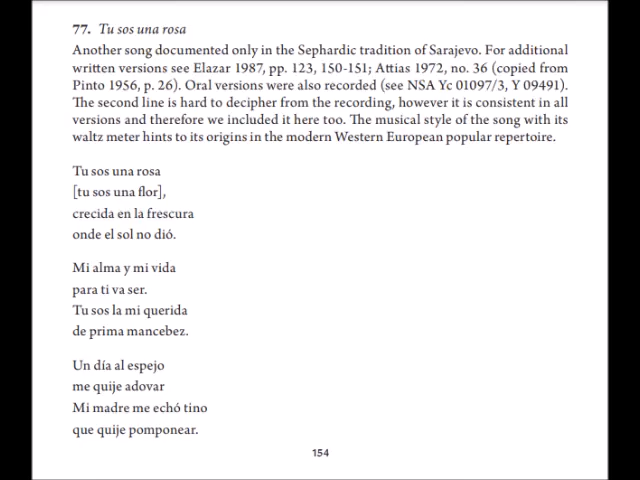 77. Tu sos una rosa
Another song documented only in the Sephardic tradition of Sarajevo. For additional
written versions see Elazar 1987, pp. 123, 150-151; Attias 1972, no. 36 (copied from
Pinto 1956, p. 26). Oral versions were also recorded (see NSA Yc 01097/3, Y 09491).
The second line is hard to decipher from the recording, however it is consistent in all
versions and therefore we included it here too. The musical style of the song with its
waltz meter hints to its origins in the modern Western European popular repertoire.
Tu sos una rosa
[tu sos una flor],
crecida en la frescura
onde el sol no dió.
Mi alma y mi vida
para ti va ser.
Tu sos la mi querida
de prima mancebez.
Un día al espejo
me quije adovar
Mi madre me echó tino
que quije pomponear.
154